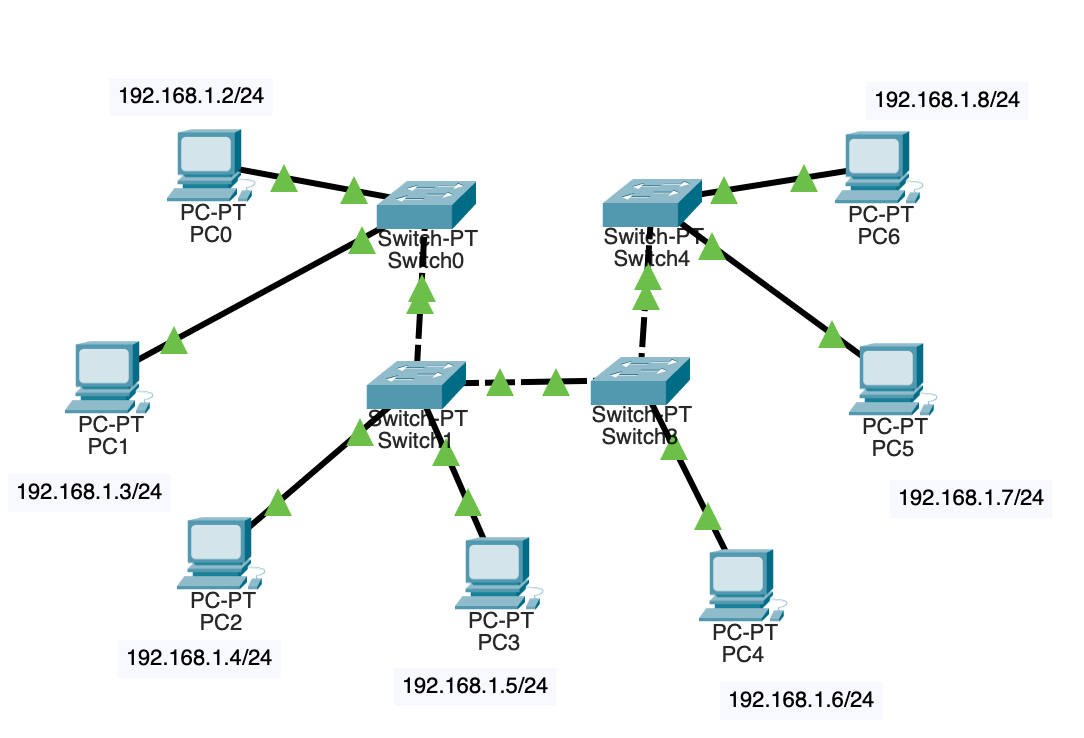 192.168.1.2/24
PC-PT
PC0
192.168.1.8/24
PC-PT
PC6
Switch-PT
Switch0
Switch-PT
Switch4
PC-PT
PC1
192.168.1.3/24
Switch-PT
Switch1
Switch-PT
Switch3
PC-PT
PC5
192.168.1.7/24
PC-PT
PC2
192.168.1.4/24
PC-PT
PC3
192.168.1.5/24
PC-PT
PC4
192.168.1.6/24